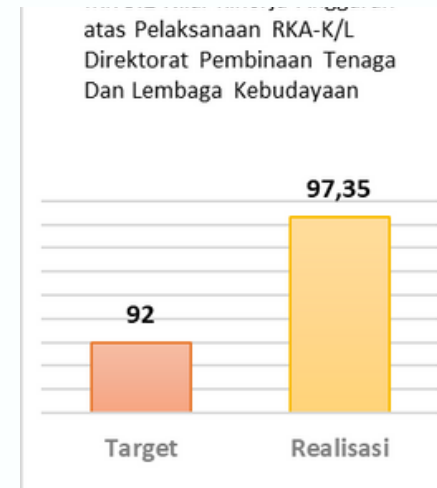 atas Pelaksanaan RKA-K/L
Direktorat Pembinaan Tenaga
Dan Lembaga Kebudayaan
97,35
92
Target Realisasi